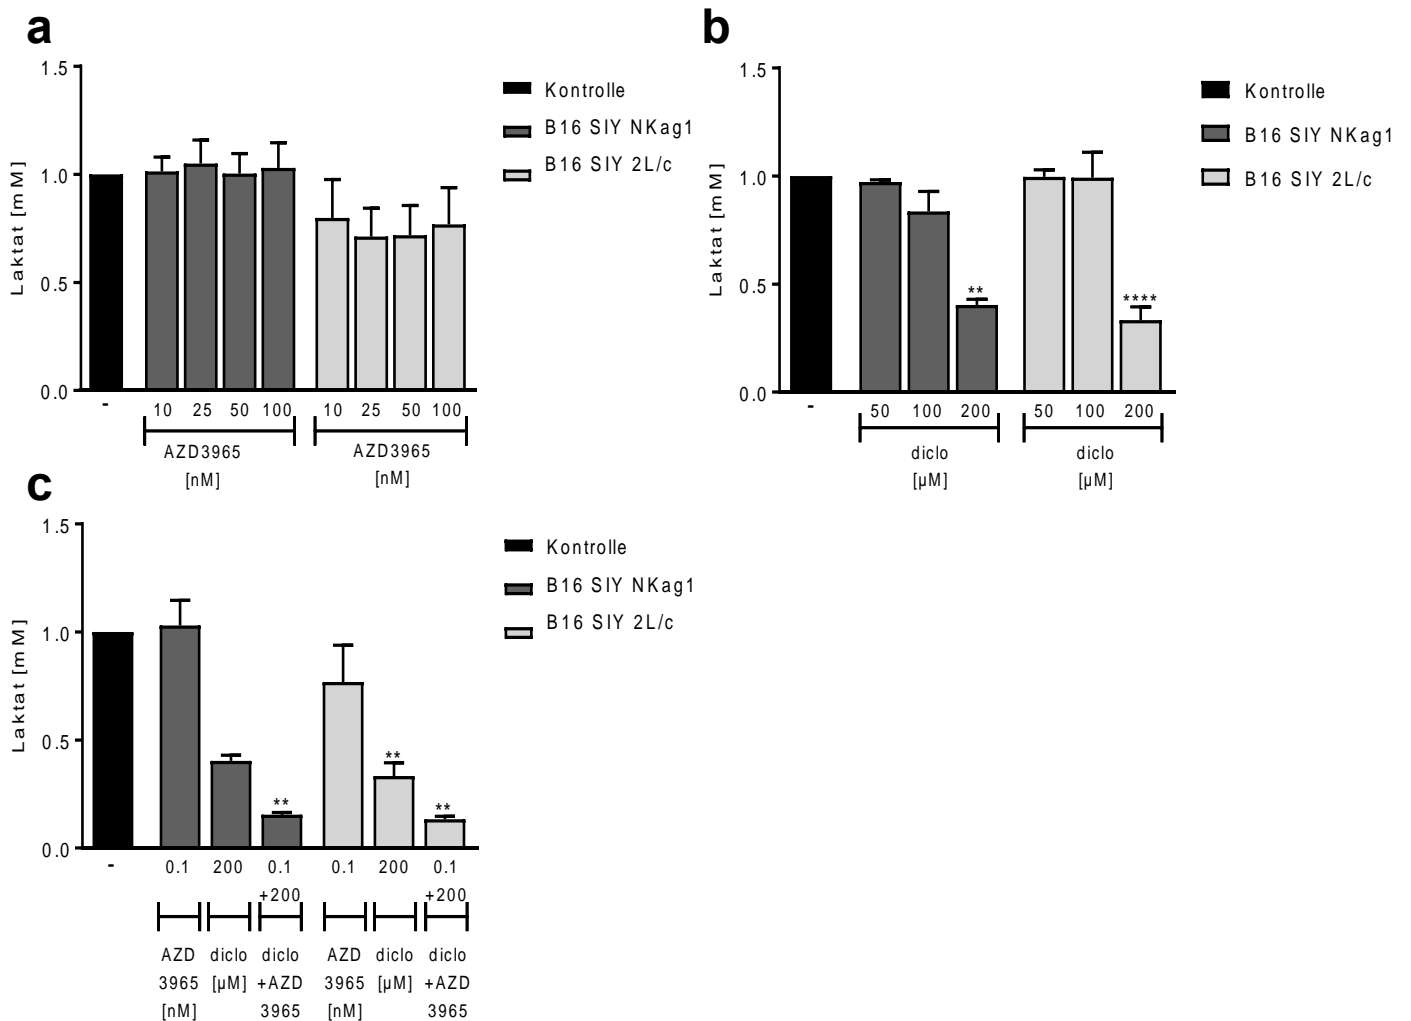 a
1.5
1.0
0.5
0.0
Laktat [mM]
Kontrolle
B16 SIY NKag1
B16 SIY 2L/c
- 10 25 50 100 10 25 50 100
AZD3965 AZD3965
[nM] [nM]
b
1.5
1.0
0.5
0.0
Laktat [mM]
Kontrolle
B16 SIY NKag1
B16 SIY 2L/c
** ****
- 50 100 200 50 100 200
diclo diclo
[µM] [µM]
c
1.5
1.0
0.5
0.0
Laktat [mM]
Kontrolle
B16 SIY NKag1
B16 SIY 2L/c
** ** **
- 0.1 200 0.1 0.1 200 0.1
+200 +200
AZD diclo diclo AZD diclo diclo
3965 [µM] +AZD 3965 [µM] +AZD
[nM] 3965 [nM] 3965